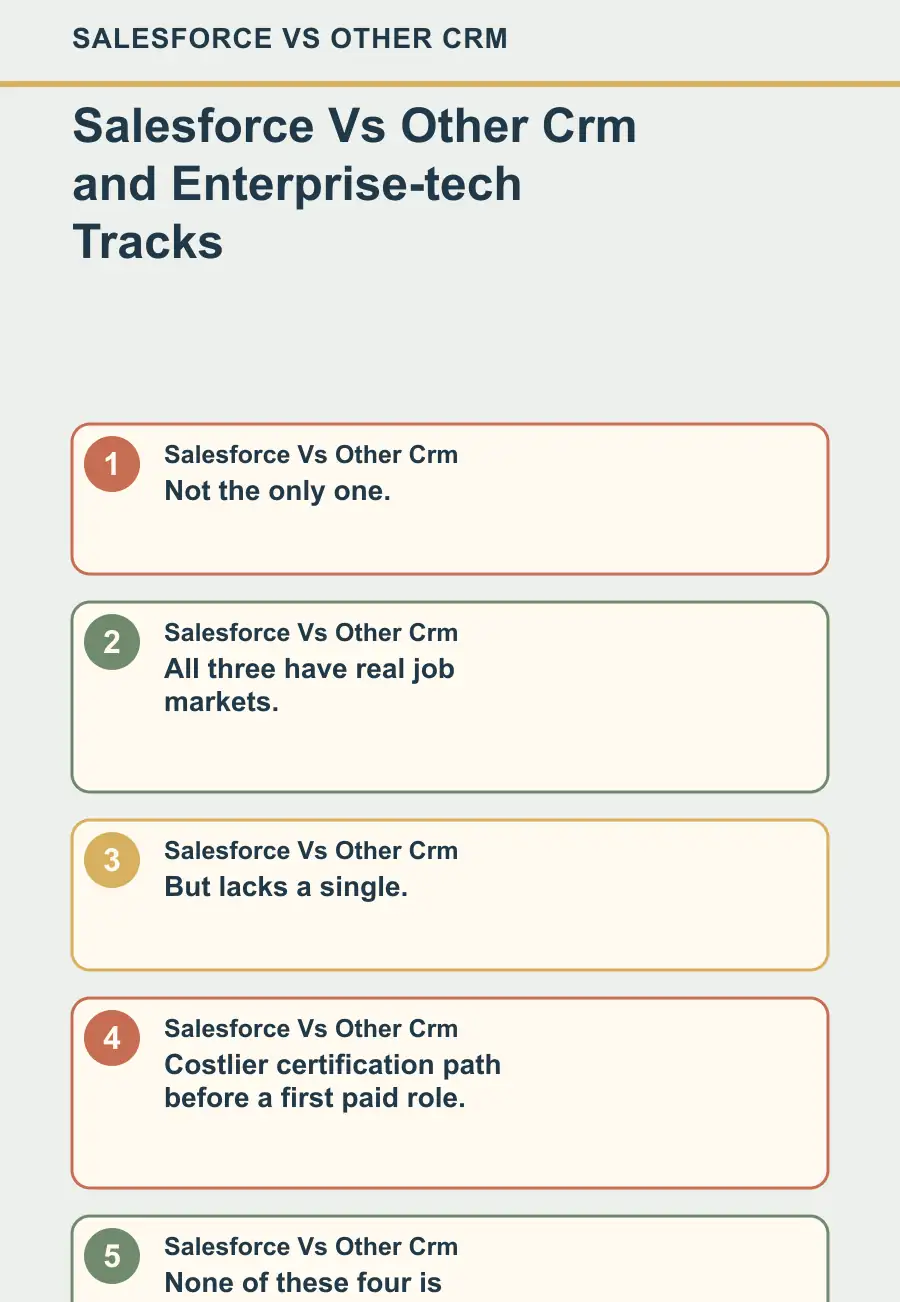 SALESFORCE VS OTHER CRM
Salesforce Vs Other Crm
and Enterprise-tech
Tracks
1
Salesforce Vs Other Crm
Not the only one.
2
Salesforce Vs Other Crm
All three have real job
markets.
3
Salesforce Vs Other Crm
But lacks a single.
4
Salesforce Vs Other Crm
Costlier certification path
before a first paid role.
5
Salesforce Vs Other Crm
None of these four is